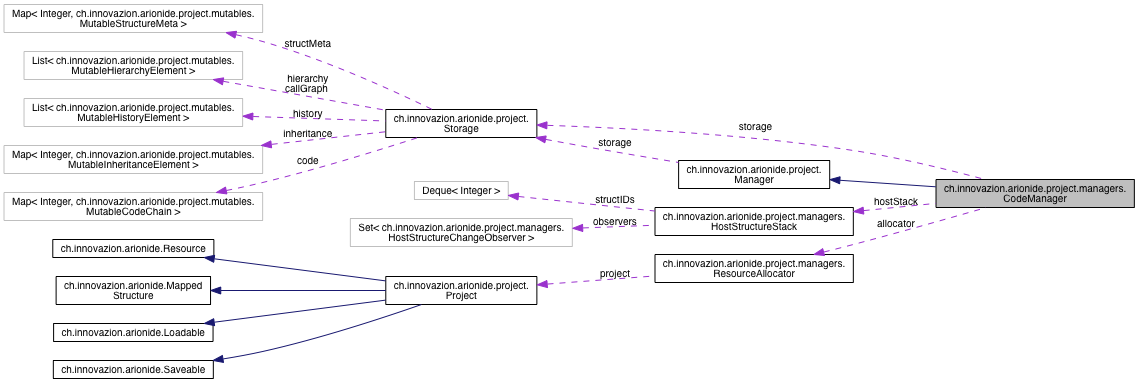 Map< Integer, ch.innovazion.arionide.project.mutables.
MutableStructureMeta >
structMeta
List< ch.innovazion.arionide.project.mutables.
MutableHierarchyElement >
hierarchy
callGraph
List< ch.innovazion.arionide.project.mutables.
MutableHistoryElement >
history
ch.innovazion.arionide.project.
Storage
storage
inheritance
storage
Map< Integer, ch.innovazion.arionide.project.mutables.
MutableInheritanceElement >
code
ch.innovazion.arionide.project.
Manager
Deque< Integer >
ch.innovazion.arionide.project.managers.
CodeManager
Map< Integer, ch.innovazion.arionide.project.mutables.
MutableCodeChain >
structIDs
hostStack
Set< ch.innovazion.arionide.project.managers.
HostStructureChangeObserver >
observers
ch.innovazion.arionide.project.managers.
HostStructureStack
allocator
ch.innovazion.arionide.Resource
ch.innovazion.arionide.project.managers.
ResourceAllocator
project
ch.innovazion.arionide.Mapped
Structure
ch.innovazion.arionide.project.
Project
ch.innovazion.arionide.Loadable
ch.innovazion.arionide.Saveable